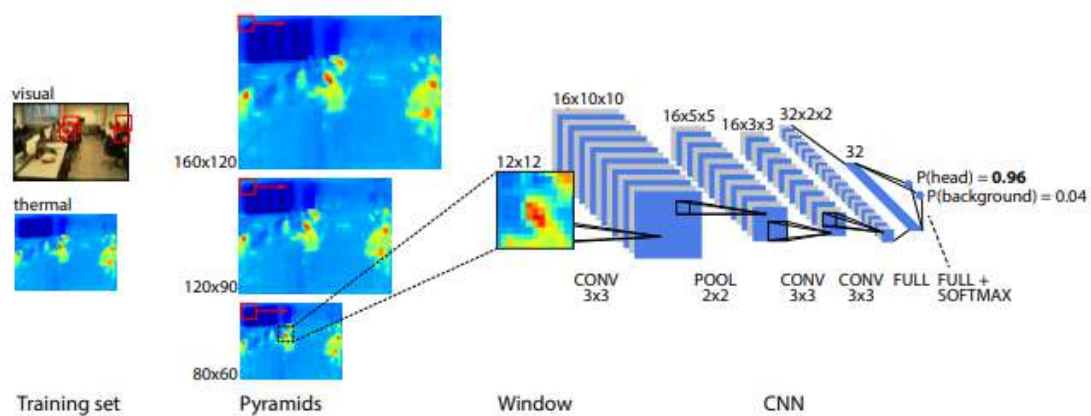 visual
thermal
160x120
120x90
80x60
12x12
16x10x10
16x5x5
16x3x3
32x2x2
32
P(head) = 0.96
P(background) = 0.04
CONV
3x3
POOL
2x2
CONV
3x3
CONV
3x3
FULL
FULL +
SOFTMAX
Training set
Pyramids
Window
CNN